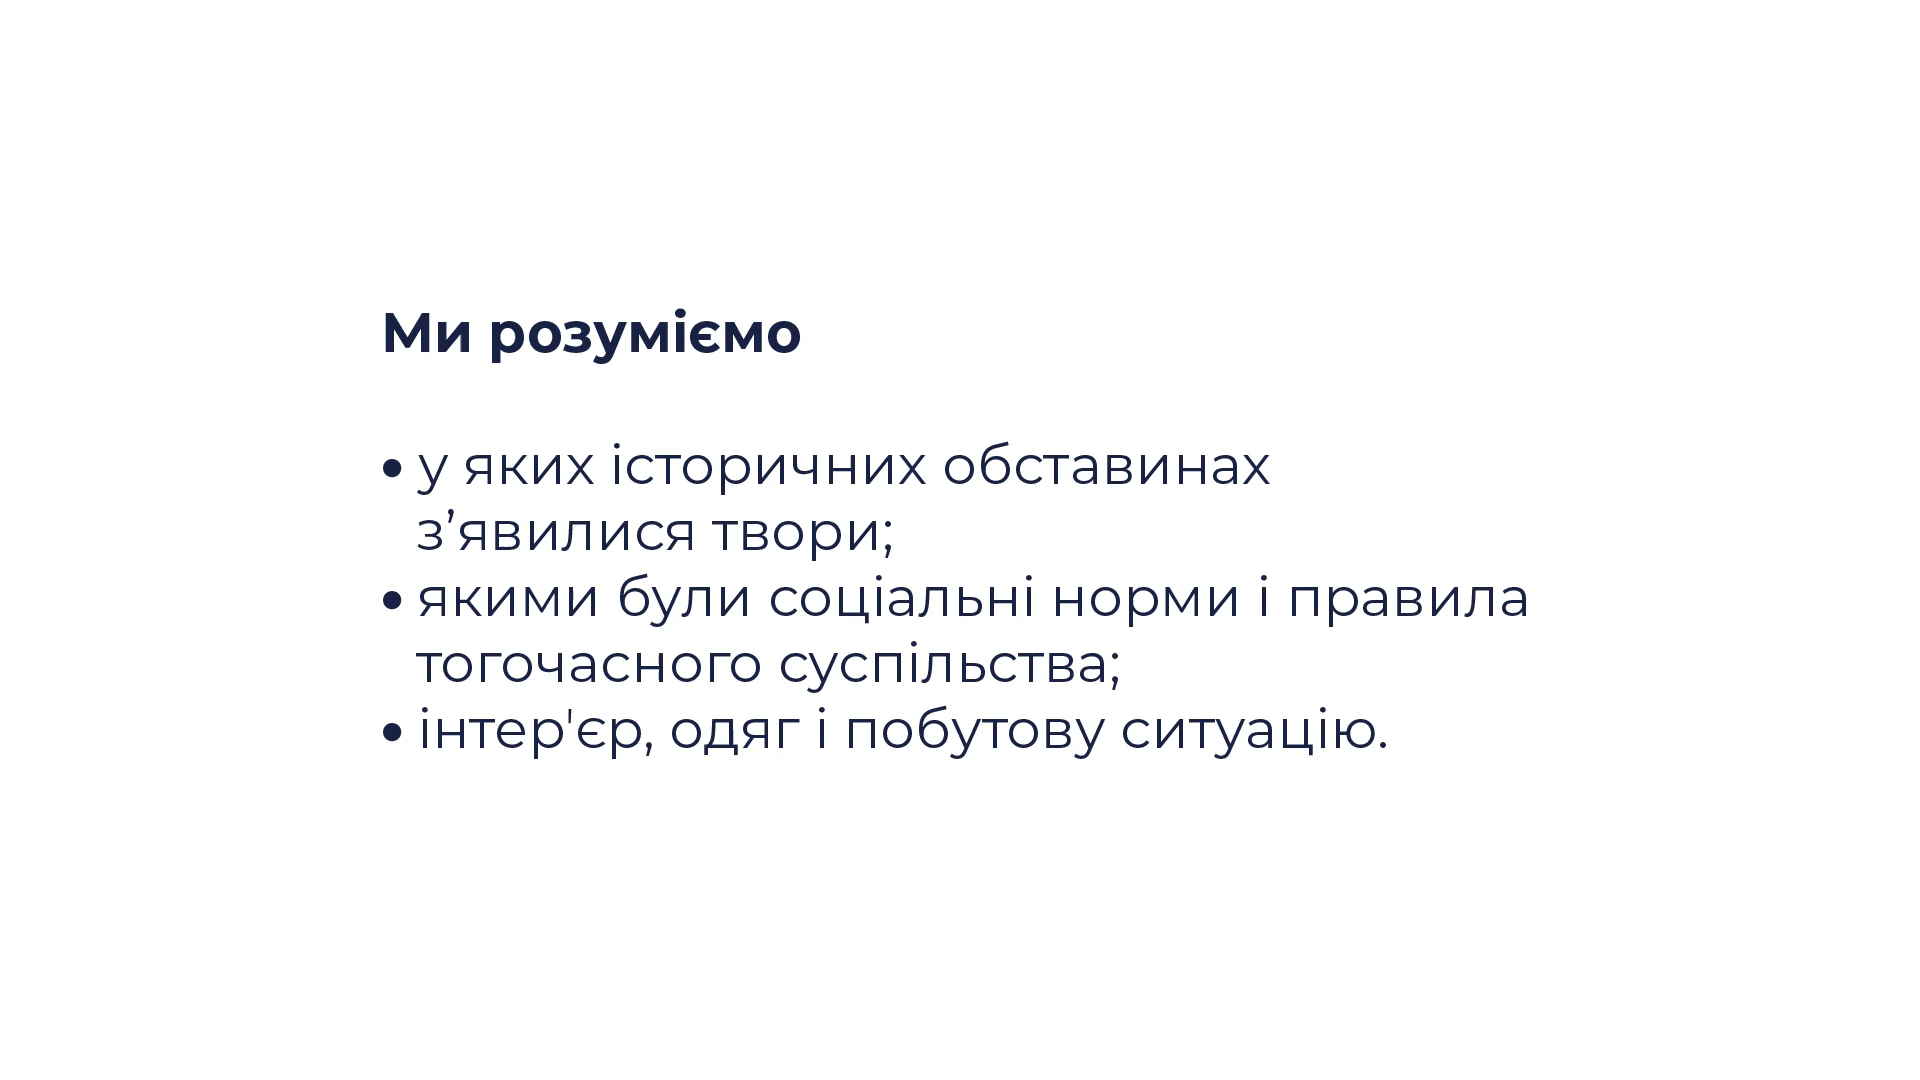 Ми розуміємо
• у яких історичних обставинах
з’явилися твори;
• якими були соціальні норми і правила
тогочасного суспільства;
• інтер'єр, одяг і побутову ситуацію.